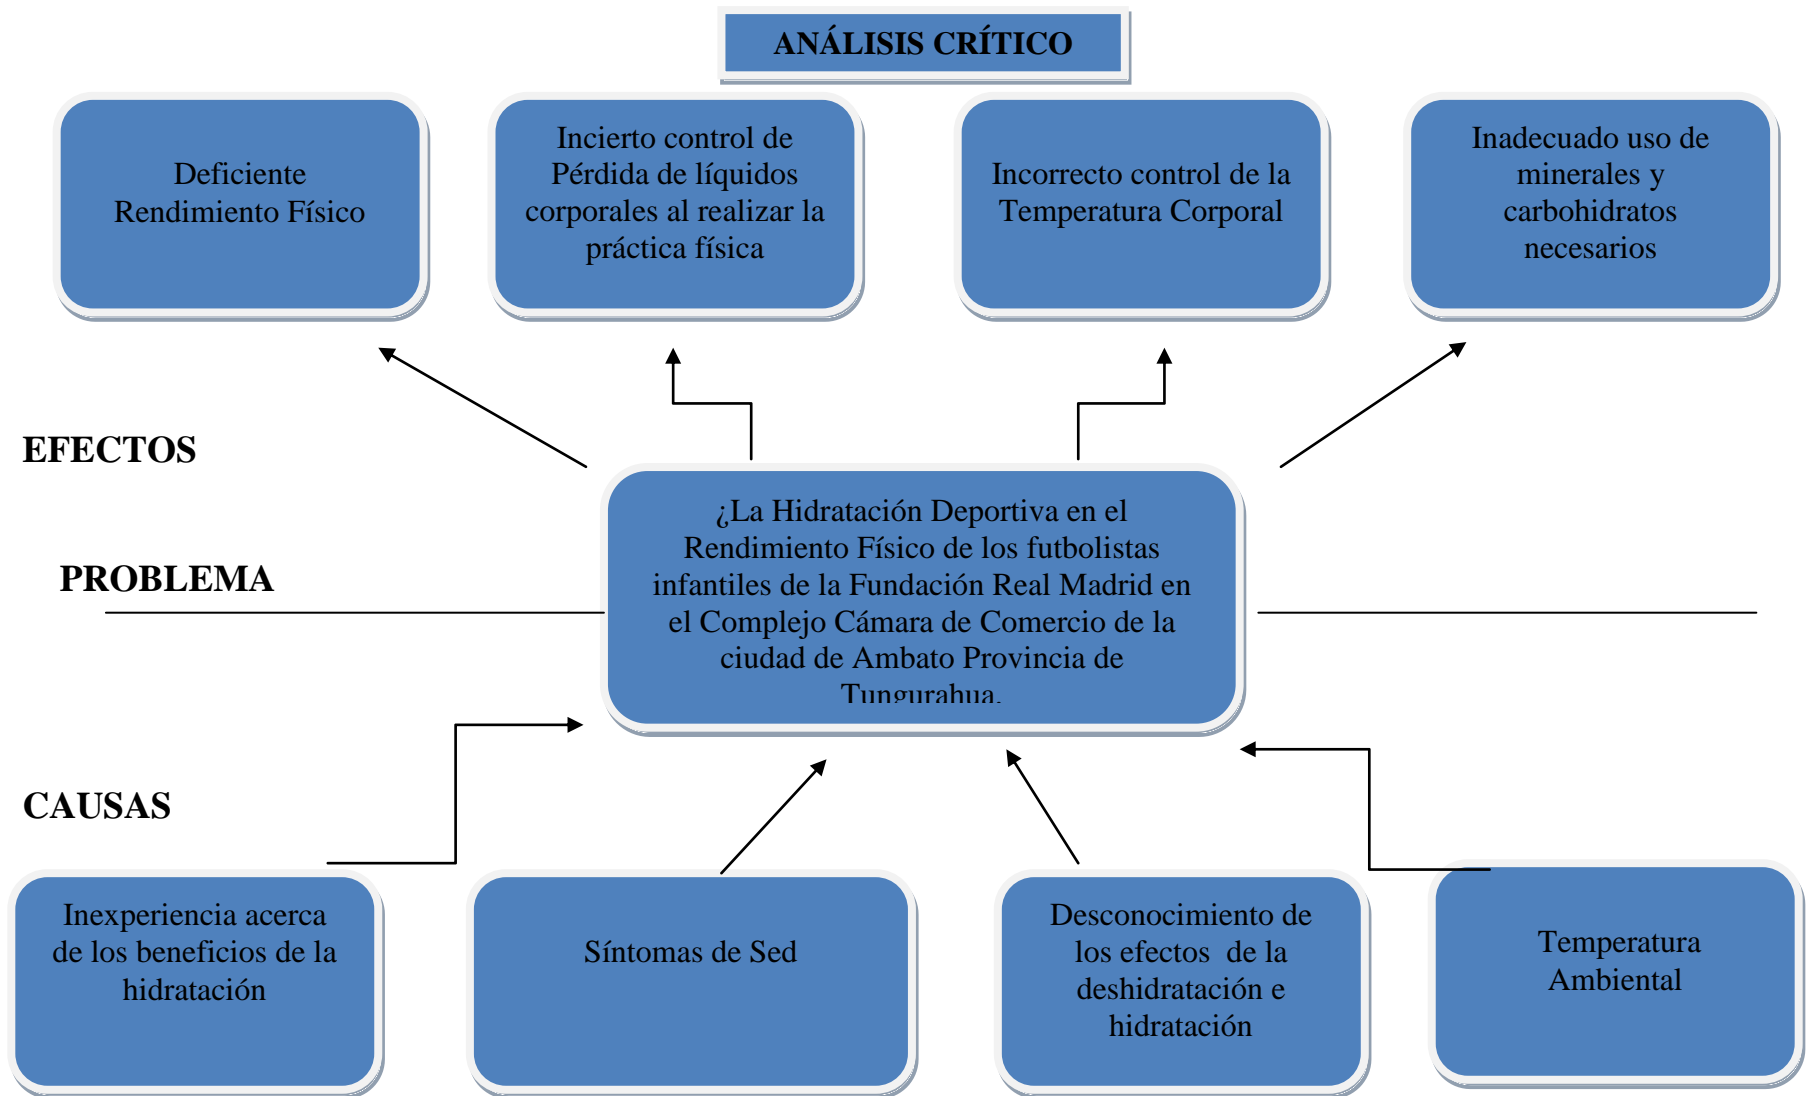 ANÁLISIS CRÍTICO
Deficiente
Rendimiento Físico
Incierto control de
Pérdida de líquidos
corporales al realizar la
práctica física
Incorrecto control de la
Temperatura Corporal
Inadecuado uso de
minerales y
carbohidratos
necesarios
EFECTOS
PROBLEMA
¿La Hidratación Deportiva en el
Rendimiento Físico de los futbolistas
infantiles de la Fundación Real Madrid en
el Complejo Cámara de Comercio de la
ciudad de Ambato Provincia de
Tungurahua.
CAUSAS
Inexperiencia acerca
de los beneficios de la
hidratación
Síntomas de Sed
Desconocimiento de
los efectos  de la
deshidratación e
hidratación
Temperatura
Ambiental